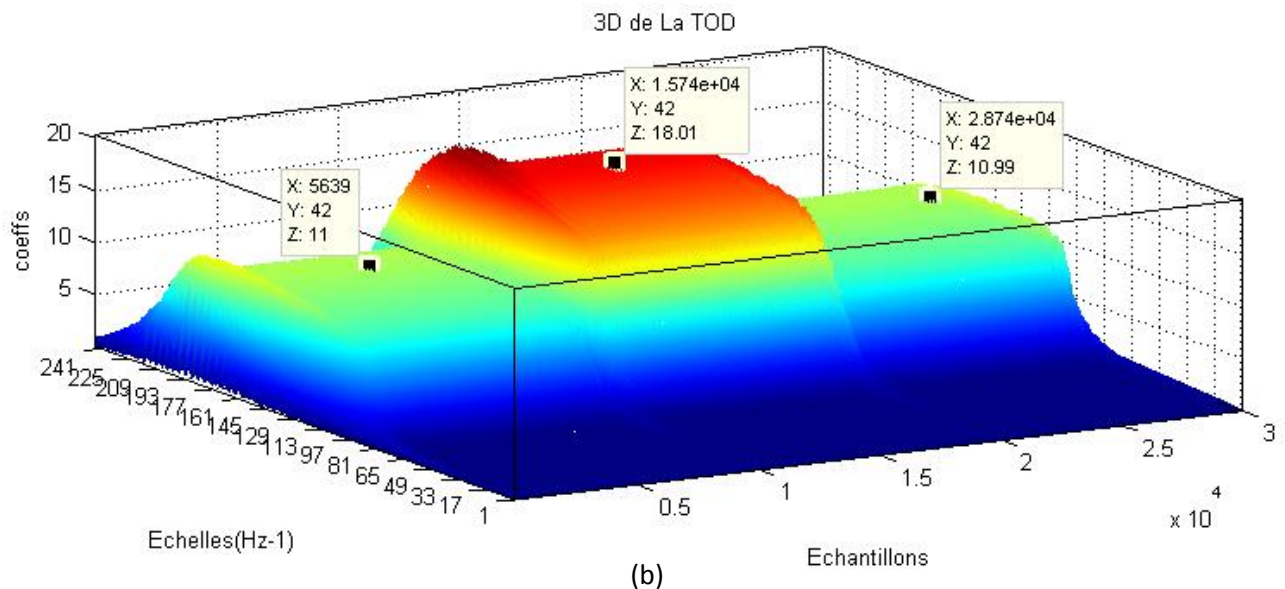 3D de La TOD
X: 1.574e+04
Y: 42
Z: 18.01
X: 2.874e+04
Y: 42
Z: 10.99
X: 5639
Y: 42
Z: 11
20
15
10
5
coeffs
241
225
209
193
177
161
145
129
113
97
81
65
49
33
17
1
0.5
1
1.5
2
2.5
3
x 10
4
Echelles(Hz-1)
Echantillons
(b)